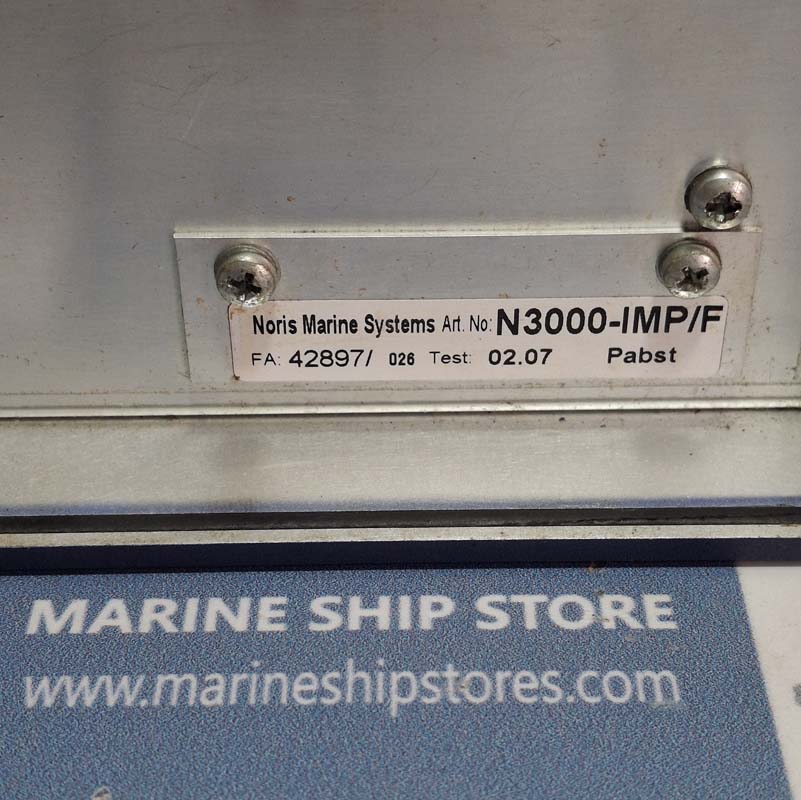 Noris Marine Systems Art. No: N3000-IMP/F
FA: 42897/ 026 Test: 02.07 Pabst
MARINE SHIP STORE
www.marineshipstores.com